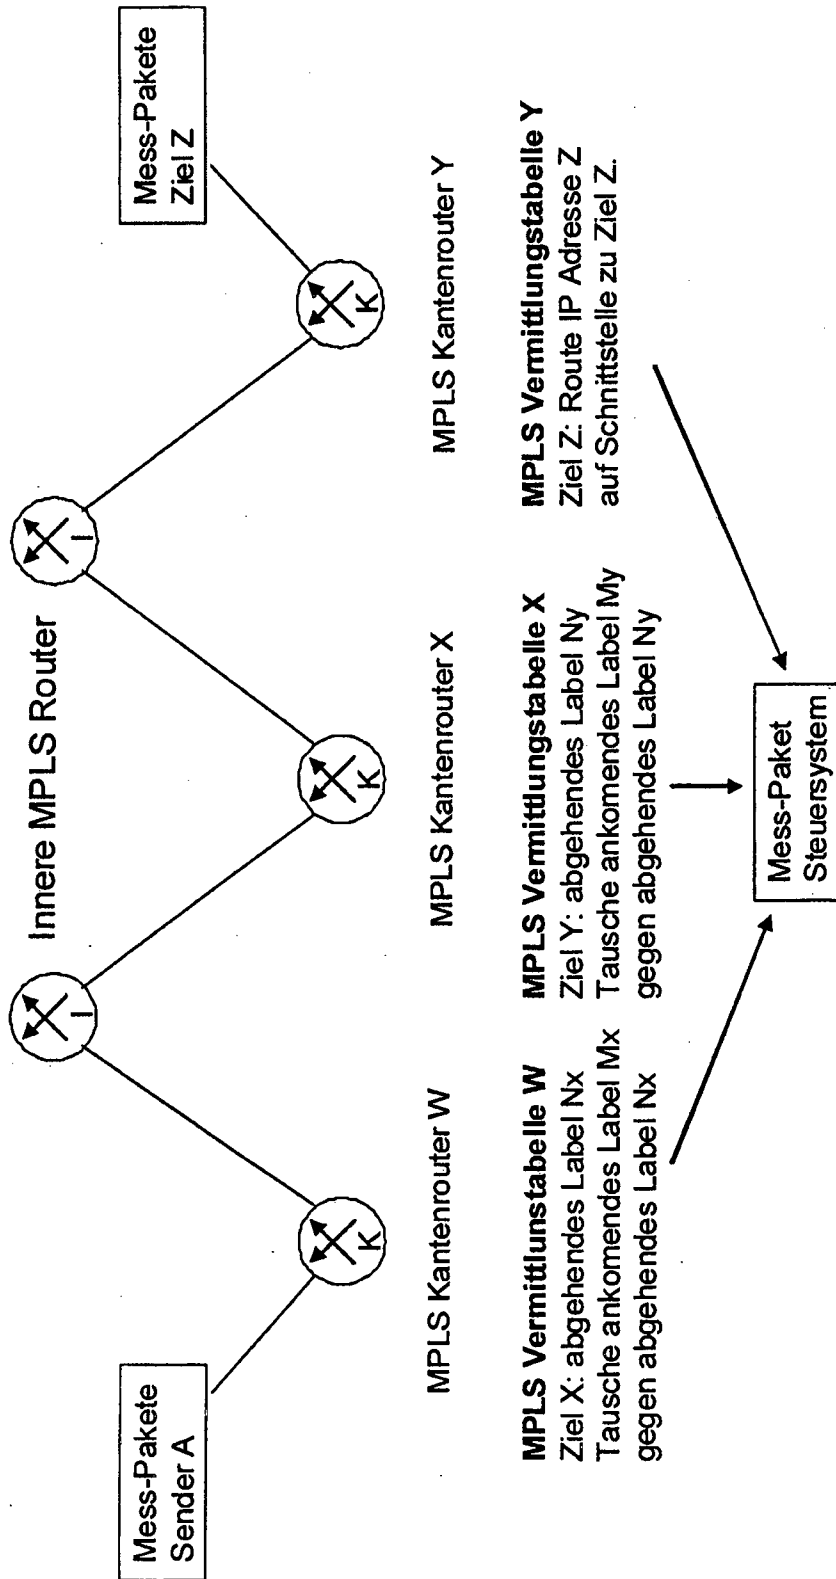 Mess-Pakete
Sender A
Innere MPLS Router
Mess-Pakete
Ziel Z
I
I
K
K
K
MPLS Kantenrouter W
MPLS Kantenrouter X
MPLS Kantenrouter Y
MPLS Vermittlunstabelle W
Ziel X: abgehendes Label Nx
Tausche ankomendes Label Mx
gegen abgehendes Label Nx
MPLS Vermittlungstabelle X
Ziel Y: abgehendes Label Ny
Tausche ankomendes Label My
gegen abgehendes Label Ny
MPLS Vermittlungstabelle Y
Ziel Z: Route IP Adresse Z
auf Schnittstelle zu Ziel Z.
Mess-Paket
Steuersystem